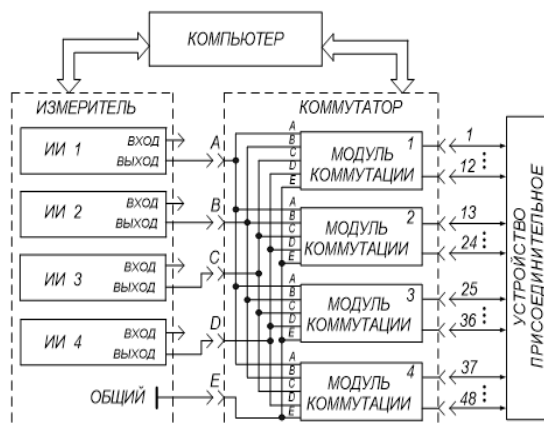 КОМПЬЮТЕР
ИЗМЕРИТЕЛЬ
КОММУТАТОР
ИИ 1
ВХОД
ВЫХОД
A
ИИ 2
ВХОД
ВЫХОД
B
ИИ 3
ВХОД
ВЫХОД
C
ИИ 4
ВХОД
ВЫХОД
D
ОБЩИЙ
E
A
B
C
D
E
МОДУЛЬ
КОММУТАЦИИ
1
1
12
A
B
C
D
E
МОДУЛЬ
КОММУТАЦИИ
2
13
24
A
B
C
D
E
МОДУЛЬ
КОММУТАЦИИ
3
25
36
A
B
C
D
E
МОДУЛЬ
КОММУТАЦИИ
4
37
48
УСТРОЙСТВО
ПРИСОЕДИНИТЕЛЬНОЕ